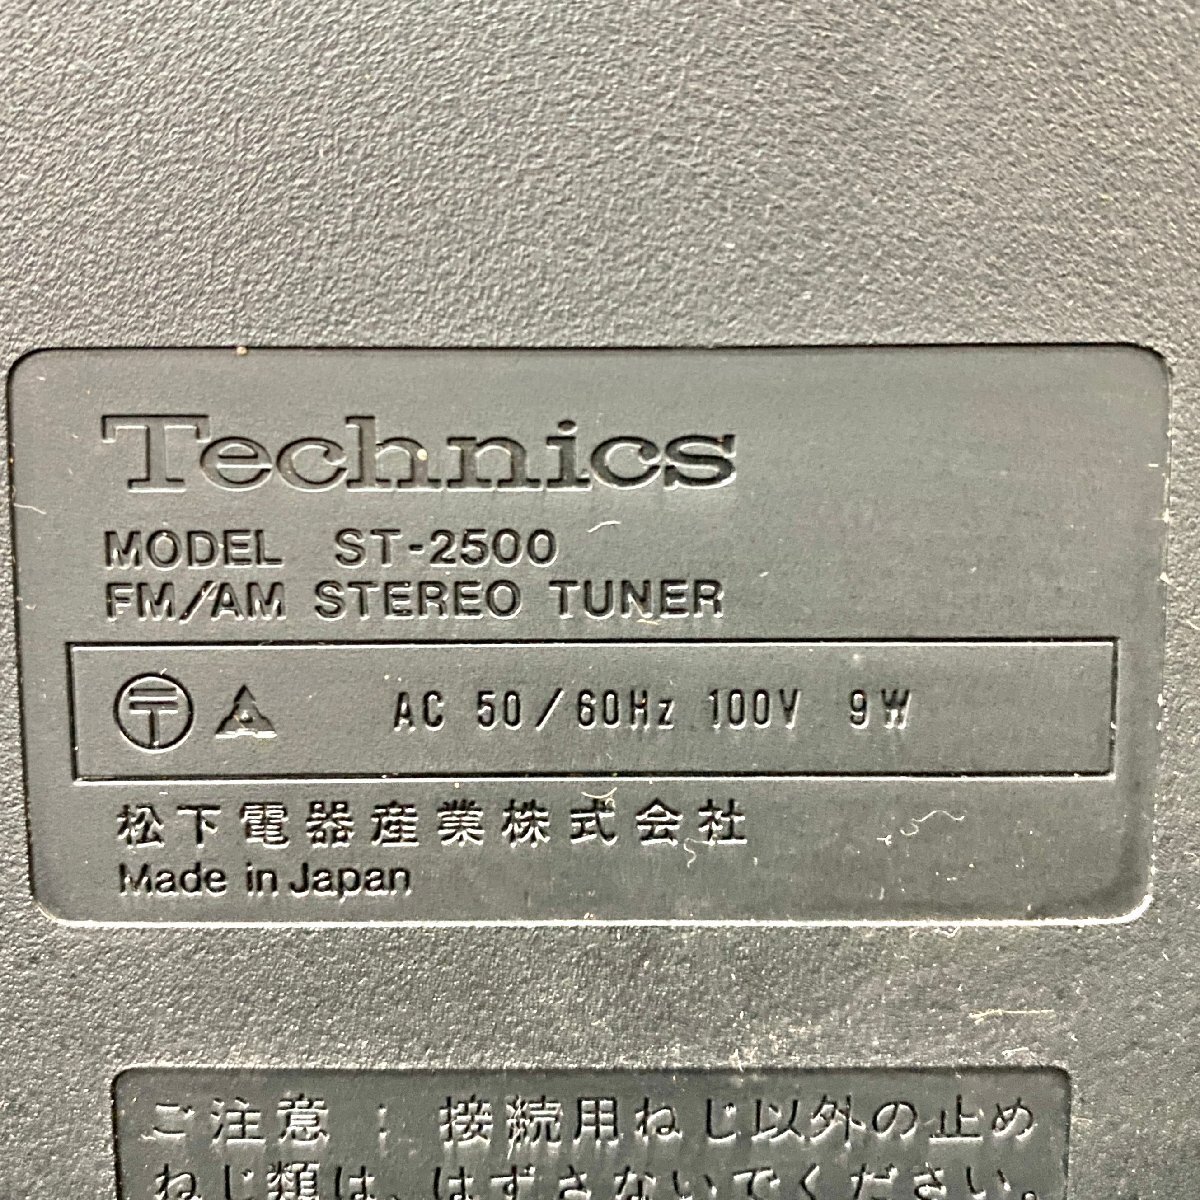 Technics
MODEL ST-2500
FM/AM STEREO TUNER
〒 AC 50/60Hz 100V 9W
松下電器産業株式会社
Made in Japan
ご注意：接続用ねじ以外の止め
ねじ類は、はずさないでください。